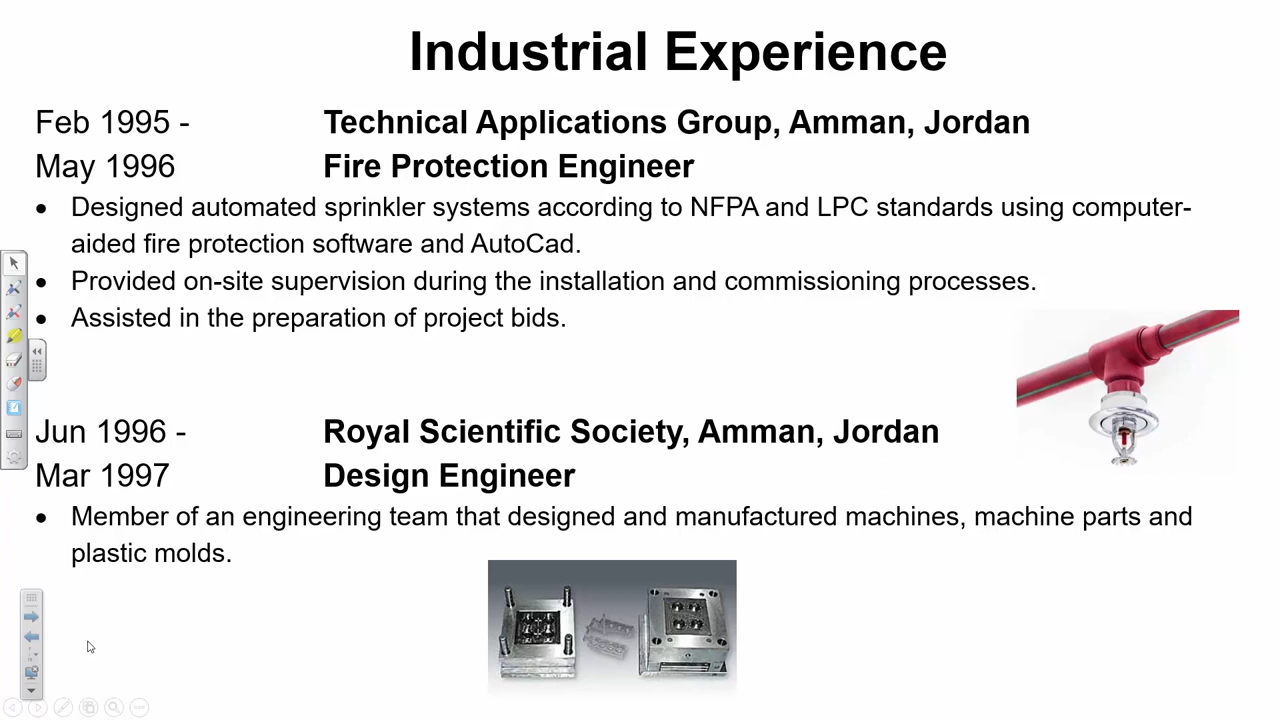 Industrial Experience
Feb 1995 - Technical Applications Group, Amman, Jordan
May 1996 Fire Protection Engineer
• Designed automated sprinkler systems according to NFPA and LPC standards using computer-
aided fire protection software and AutoCad.
• Provided on-site supervision during the installation and commissioning processes.
• Assisted in the preparation of project bids.
Jun 1996 - Royal Scientific Society, Amman, Jordan
Mar 1997 Design Engineer
• Member of an engineering team that designed and manufactured machines, machine parts and
plastic molds.